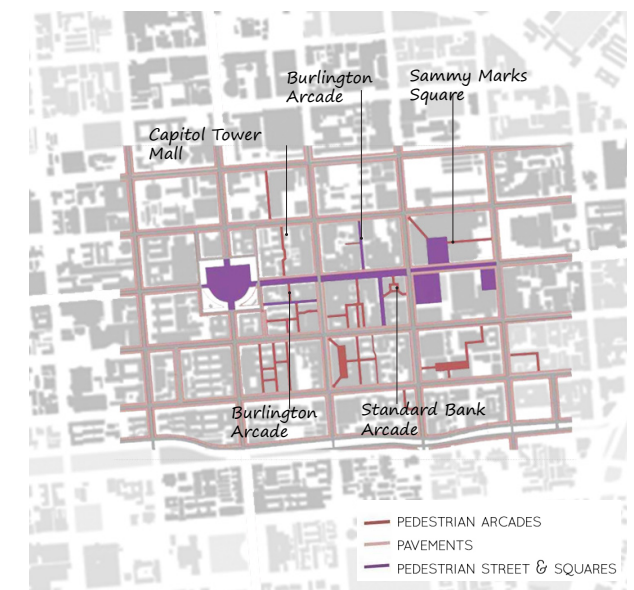 Burlington
Arcade
Sammy Marks
Square
Capitol Tower
Mall
Burlington
Arcade
Standard Bank
Arcade
PEDESTRIAN ARCADES
PAVEMENTS
PEDESTRIAN STREET & SQUARES